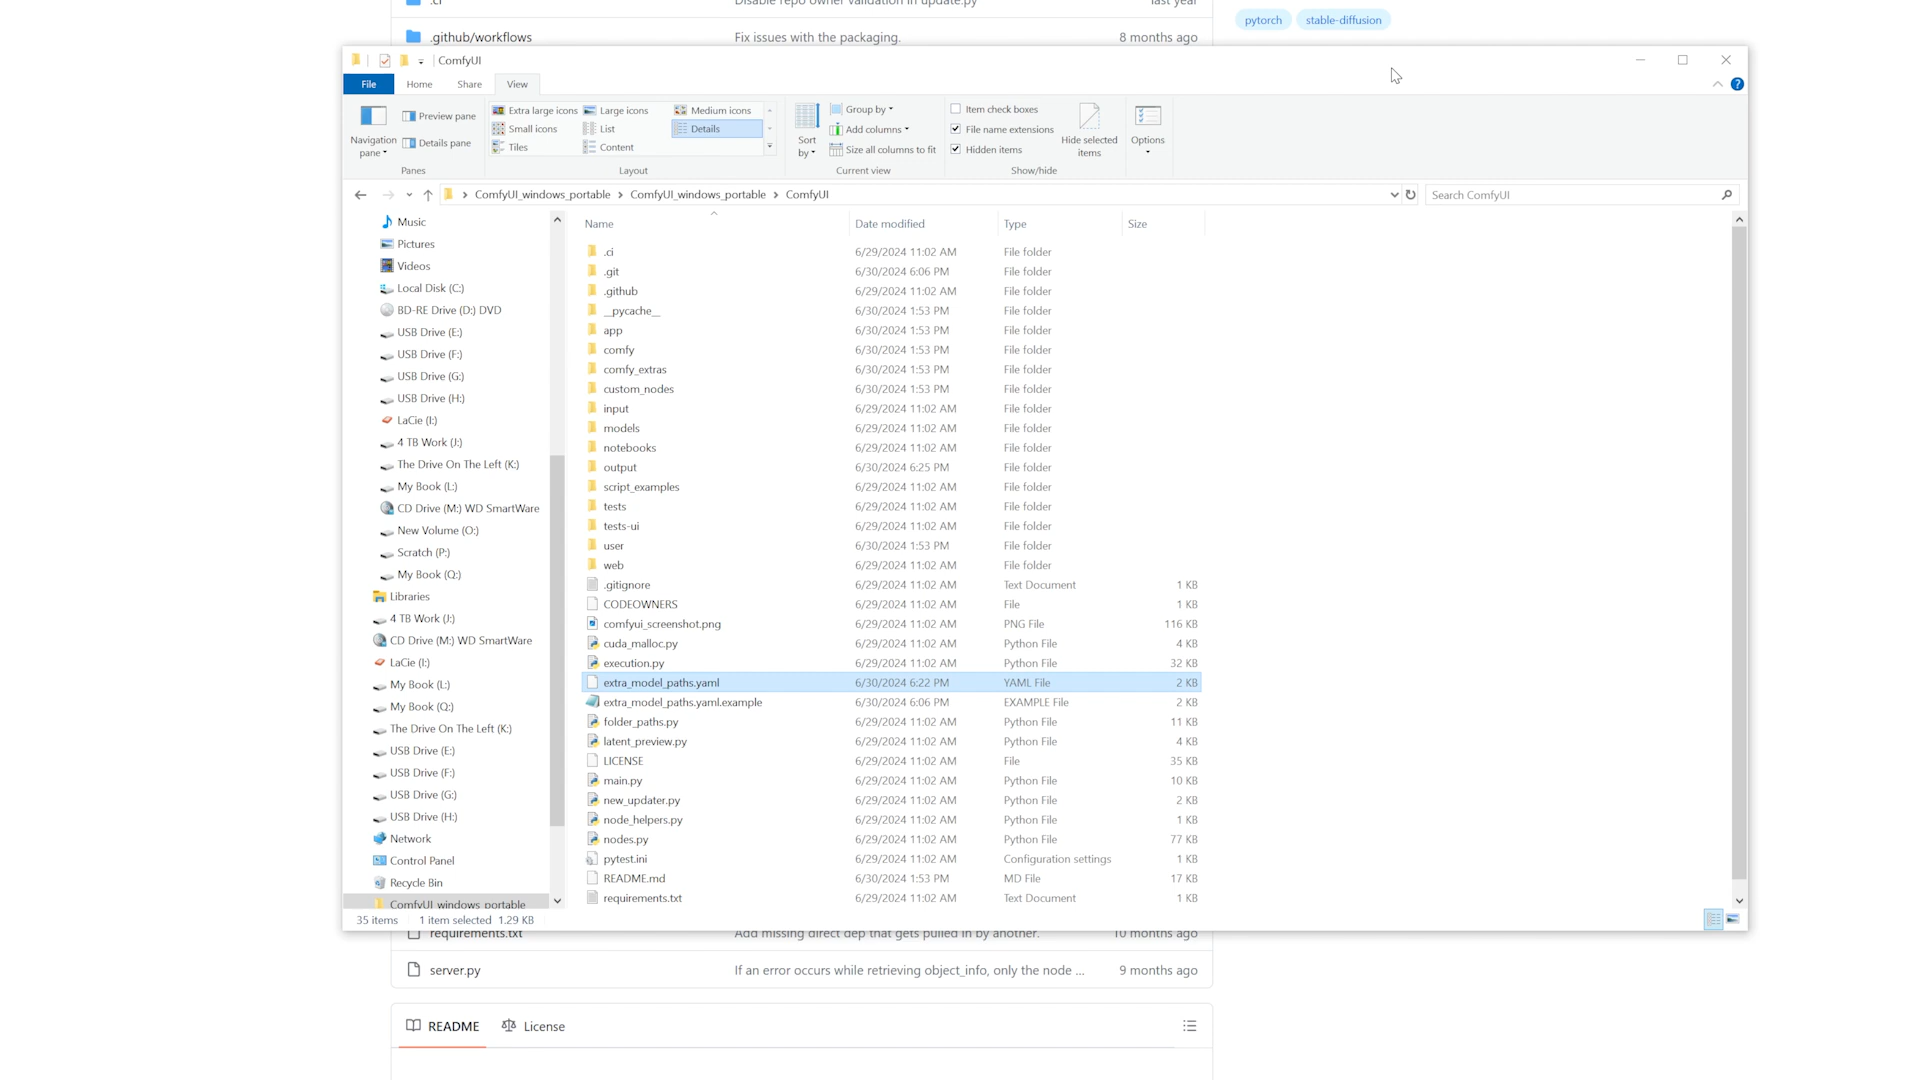 .ci Disable repo owner validation in update.py last year
pytorch stable-diffusion
.github/workflows Fix issues with the packaging. 8 months ago
ComfyUI
File Home Share View
Navigation pane
Preview pane
Details pane
Panes
Extra large icons Large icons Medium icons
Small icons List Details
Tiles Content
Layout
Sort by
Group by
Add columns
Size all columns to fit
Current view
Item check boxes
File name extensions
Hidden items
Hide selected items
Show/hide
Options
ComfyUI_windows_portable > ComfyUI_windows_portable > ComfyUI
Search ComfyUI
Music
Pictures
Videos
Local Disk (C:)
BD-RE Drive (D:) DVD
USB Drive (E:)
USB Drive (F:)
USB Drive (G:)
USB Drive (H:)
LaCie (I:)
4 TB Work (J:)
The Drive On The Left (K:)
My Book (L:)
CD Drive (M:) WD SmartWare
New Volume (O:)
Scratch (P:)
My Book (Q:)
Libraries
4 TB Work (J:)
CD Drive (M:) WD SmartWare
LaCie (I:)
My Book (L:)
My Book (Q:)
The Drive On The Left (K:)
USB Drive (E:)
USB Drive (F:)
USB Drive (G:)
USB Drive (H:)
Network
Control Panel
Recycle Bin
ComfyUI_windows_portable
Name Date modified Type Size
.ci 6/29/2024 11:02 AM File folder
.git 6/30/2024 6:06 PM File folder
.github 6/29/2024 11:02 AM File folder
__pycache__ 6/30/2024 1:53 PM File folder
app 6/30/2024 1:53 PM File folder
comfy 6/30/2024 1:53 PM File folder
comfy_extras 6/30/2024 1:53 PM File folder
custom_nodes 6/30/2024 1:53 PM File folder
input 6/29/2024 11:02 AM File folder
models 6/29/2024 11:02 AM File folder
notebooks 6/29/2024 11:02 AM File folder
output 6/30/2024 6:25 PM File folder
script_examples 6/29/2024 11:02 AM File folder
tests 6/29/2024 11:02 AM File folder
tests-ui 6/29/2024 11:02 AM File folder
user 6/30/2024 1:53 PM File folder
web 6/29/2024 11:02 AM File folder
.gitignore 6/29/2024 11:02 AM Text Document 1 KB
CODEOWNERS 6/29/2024 11:02 AM File 1 KB
comfyui_screenshot.png 6/29/2024 11:02 AM PNG File 116 KB
cuda_malloc.py 6/29/2024 11:02 AM Python File 4 KB
execution.py 6/29/2024 11:02 AM Python File 32 KB
extra_model_paths.yaml 6/30/2024 6:22 PM YAML File 2 KB
extra_model_paths.yaml.example 6/30/2024 6:06 PM EXAMPLE File 2 KB
folder_paths.py 6/29/2024 11:02 AM Python File 11 KB
latent_preview.py 6/29/2024 11:02 AM Python File 4 KB
LICENSE 6/29/2024 11:02 AM File 35 KB
main.py 6/29/2024 11:02 AM Python File 10 KB
new_updater.py 6/29/2024 11:02 AM Python File 2 KB
node_helpers.py 6/29/2024 11:02 AM Python File 1 KB
nodes.py 6/29/2024 11:02 AM Python File 77 KB
pytest.ini 6/29/2024 11:02 AM Configuration settings 1 KB
README.md 6/30/2024 1:53 PM MD File 17 KB
requirements.txt 6/29/2024 11:02 AM Text Document 1 KB
35 items 1 item selected 1.29 KB
requirements.txt Add missing direct dep that gets pulled in by another. 10 months ago
server.py If an error occurs while retrieving object_info, only the node ... 9 months ago
README License